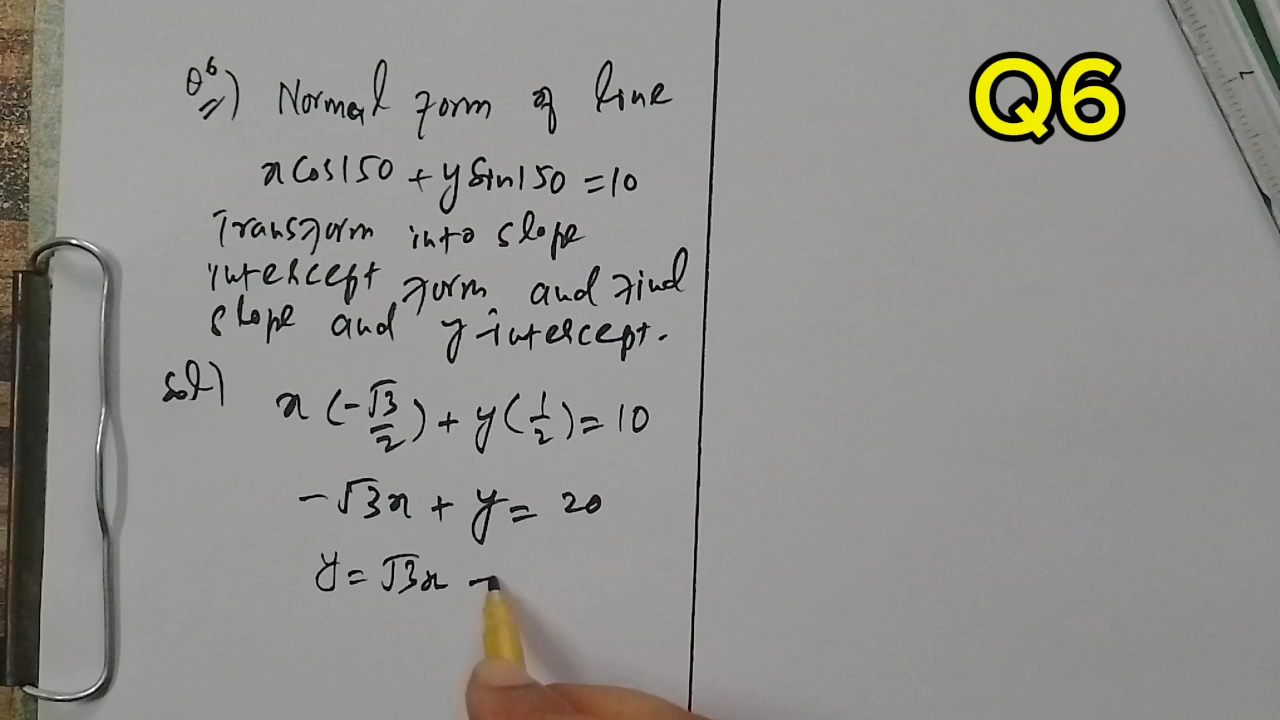 Q6) Normal form of line
x Cos150 + y Sin150 = 10
Transform into slope
intercept form and find
slope and y-intercept.
Sol)
x (-√3/2) + y (1/2) = 10
-√3x + y = 20
y = √3x -
Q6